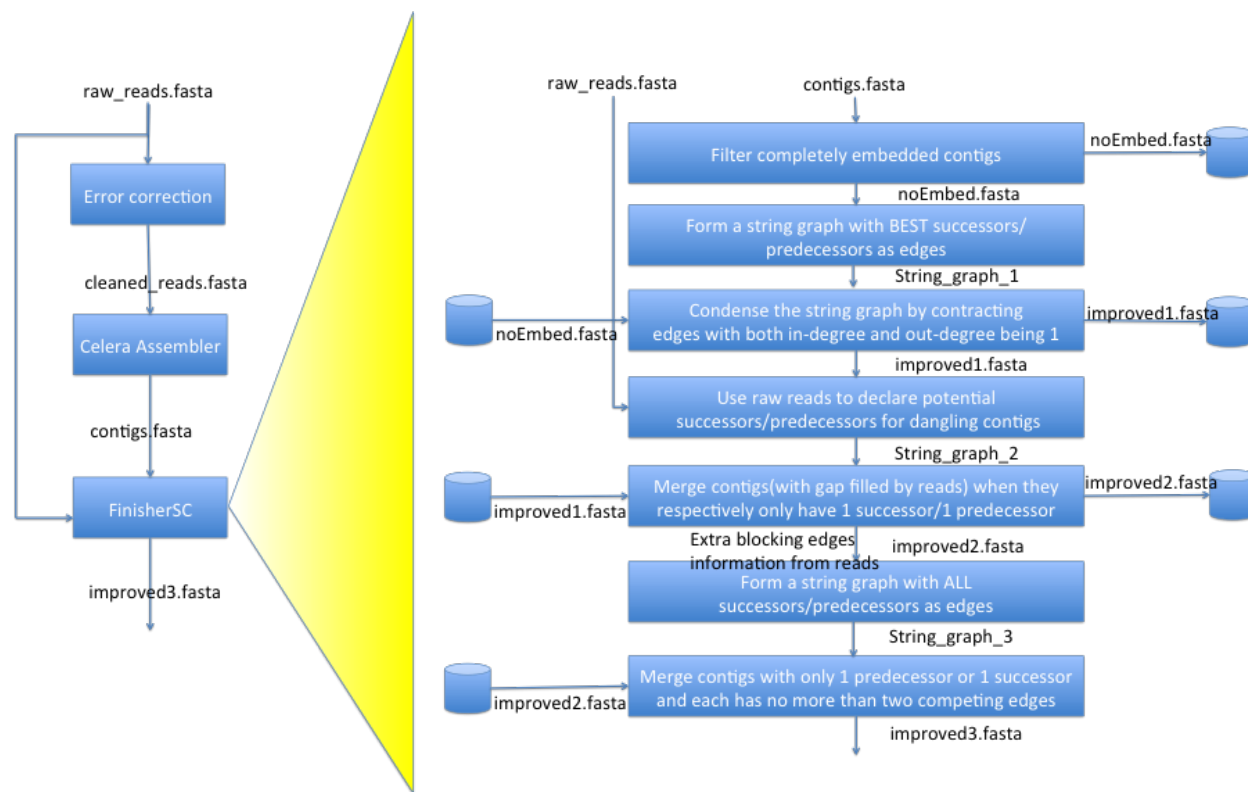 raw_reads.fasta
Error correction
cleaned_reads.fasta
Celera Assembler
contigs.fasta
FinisherSC
improved3.fasta
raw_reads.fasta
contigs.fasta
Filter completely embedded contigs
noEmbed.fasta
noEmbed.fasta
Form a string graph with BEST successors/
predecessors as edges
String_graph_1
noEmbed.fasta
Condense the string graph by contracting
edges with both in-degree and out-degree being 1
improved1.fasta
improved1.fasta
Use raw reads to declare potential
successors/predecessors for dangling contigs
String_graph_2
improved1.fasta
Merge contigs(with gap filled by reads) when they
respectively only have 1 successor/1 predecessor
improved2.fasta
Extra blocking edges
information from reads
improved2.fasta
Form a string graph with ALL
successors/predecessors as edges
String_graph_3
improved2.fasta
Merge contigs with only 1 predecessor or 1 successor
and each has no more than two competing edges
improved3.fasta